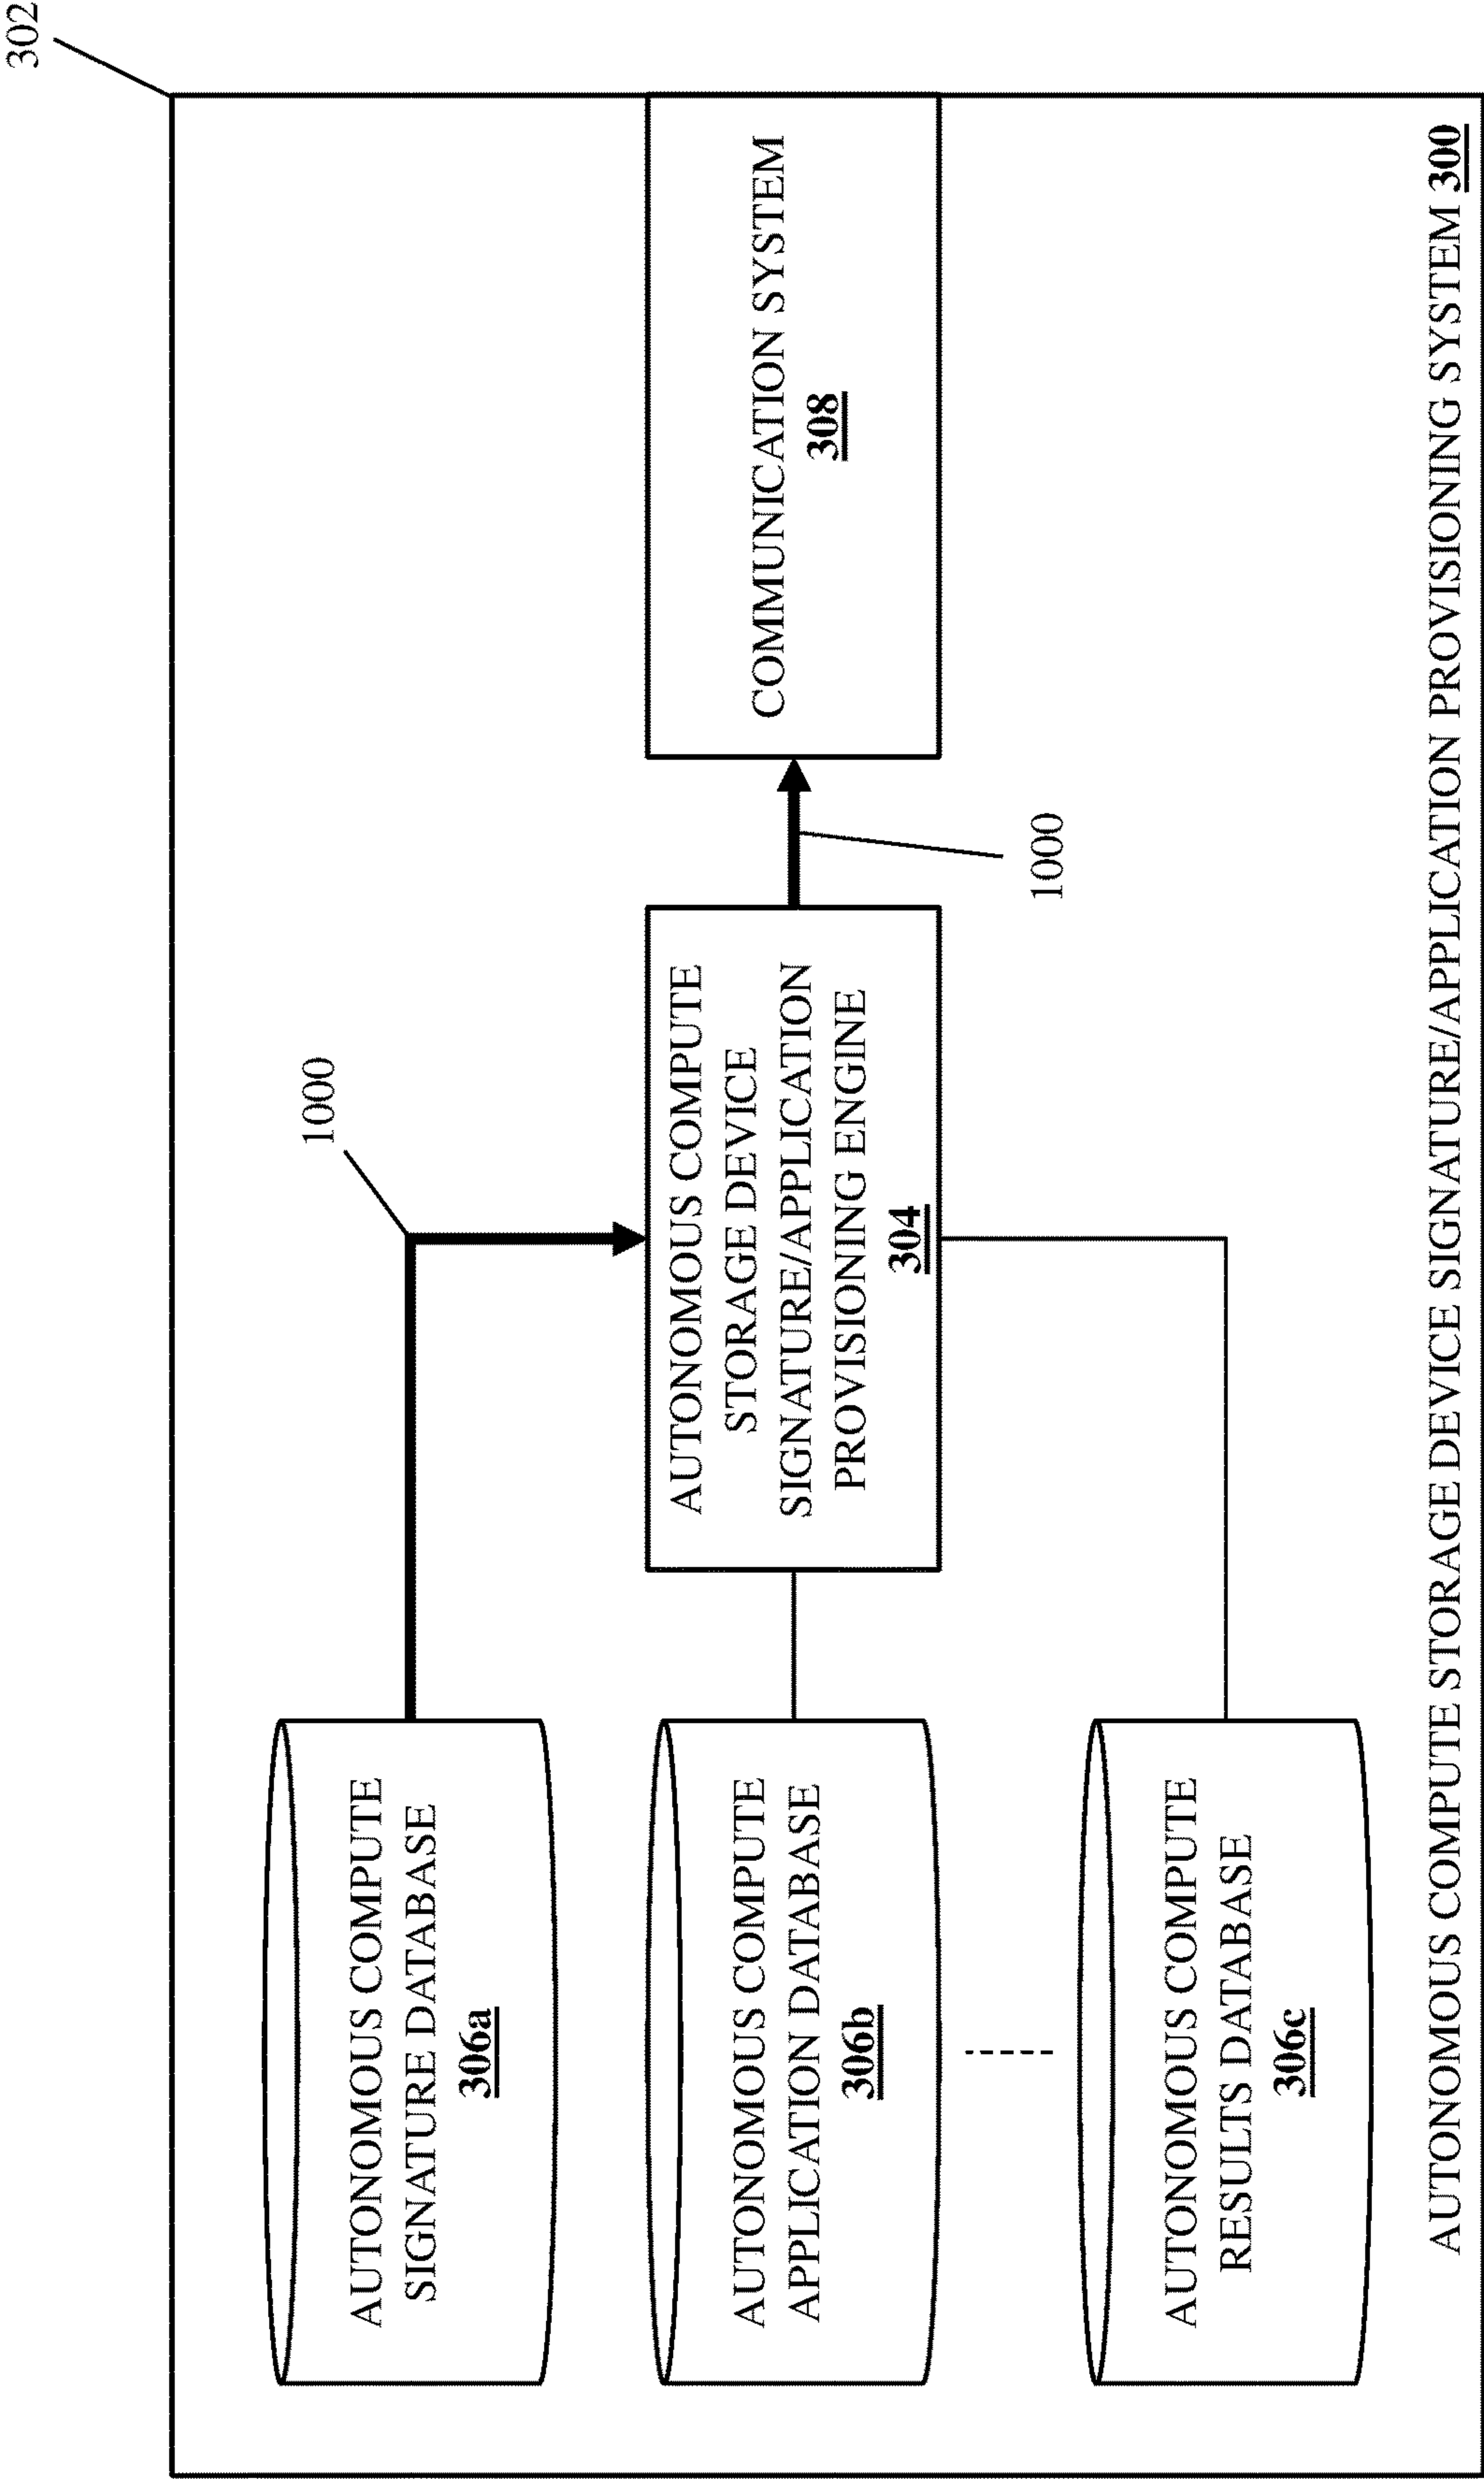 302
AUTONOMOUS COMPUTE
SIGNATURE DATABASE
306a
1000
AUTONOMOUS COMPUTE
APPLICATION DATABASE
306b
AUTONOMOUS COMPUTE
STORAGE DEVICE
SIGNATURE/APPLICATION
PROVISIONING ENGINE
304
1000
COMMUNICATION SYSTEM
308
AUTONOMOUS COMPUTE
RESULTS DATABASE
306c
AUTONOMOUS COMPUTE STORAGE DEVICE SIGNATURE/APPLICATION PROVISIONING SYSTEM 300